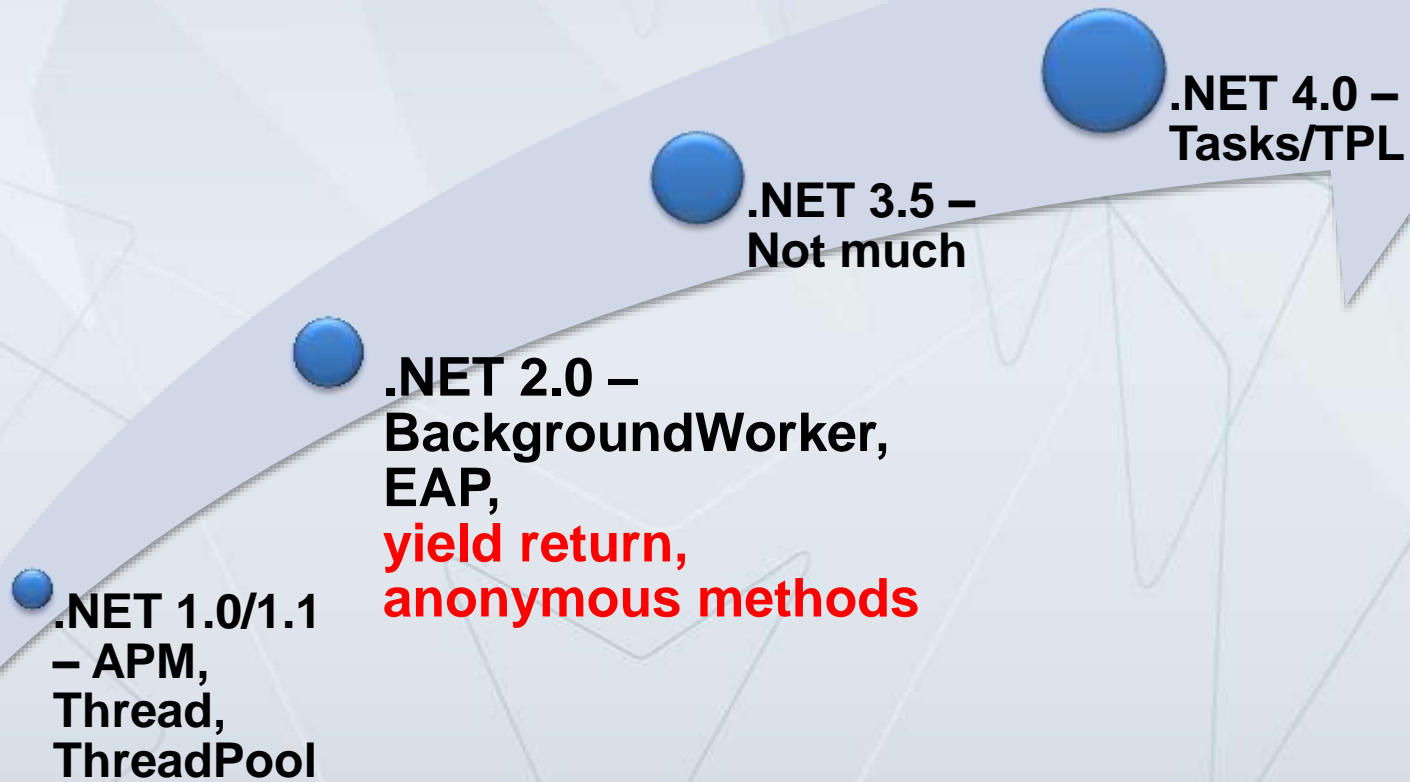 .NET 1.0/1.1
– APM,
Thread,
ThreadPool
.NET 2.0 –
BackgroundWorker,
EAP,
yield return,
anonymous methods
.NET 3.5 –
Not much
.NET 4.0 –
Tasks/TPL